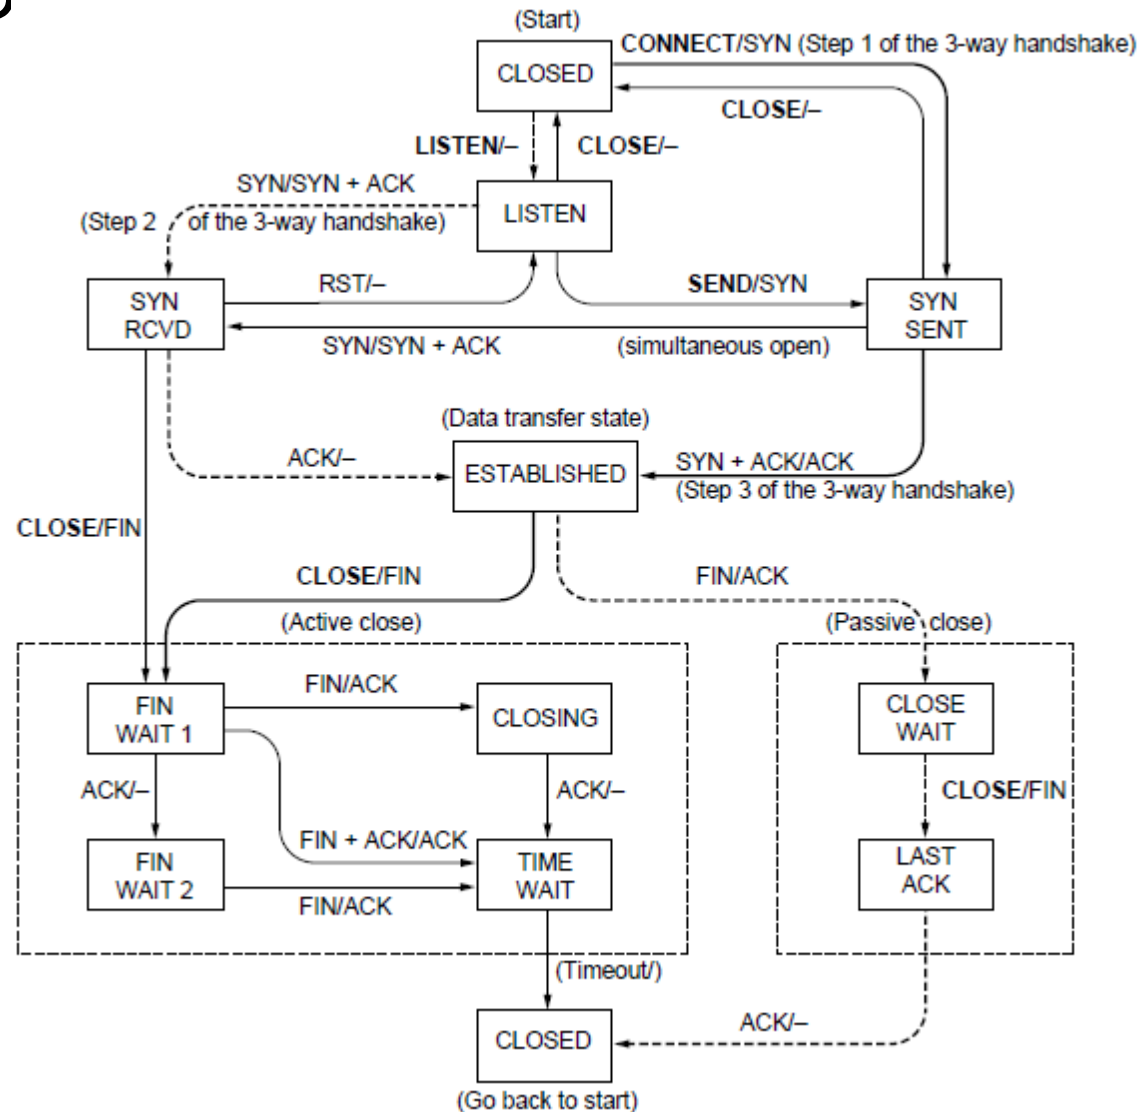 (Start)
CONNECT/SYN (Step 1 of the 3-way handshake)
CLOSED
CLOSE/–
LISTEN/–
CLOSE/–
SYN/SYN + ACK
LISTEN
(Step 2 of the 3-way handshake)
RST/–
SEND/SYN
SYN
RCVD
SYN
SENT
SYN/SYN + ACK
(simultaneous open)
(Data transfer state)
ACK/–
ESTABLISHED
SYN + ACK/ACK
(Step 3 of the 3-way handshake)
CLOSE/FIN
CLOSE/FIN
FIN/ACK
(Active close)
(Passive close)
FIN
WAIT 1
FIN/ACK
CLOSING
CLOSE
WAIT
ACK/–
ACK/–
CLOSE/FIN
FIN + ACK/ACK
FIN
WAIT 2
FIN/ACK
TIME
WAIT
LAST
ACK
(Timeout/)
CLOSED
ACK/–
(Go back to start)